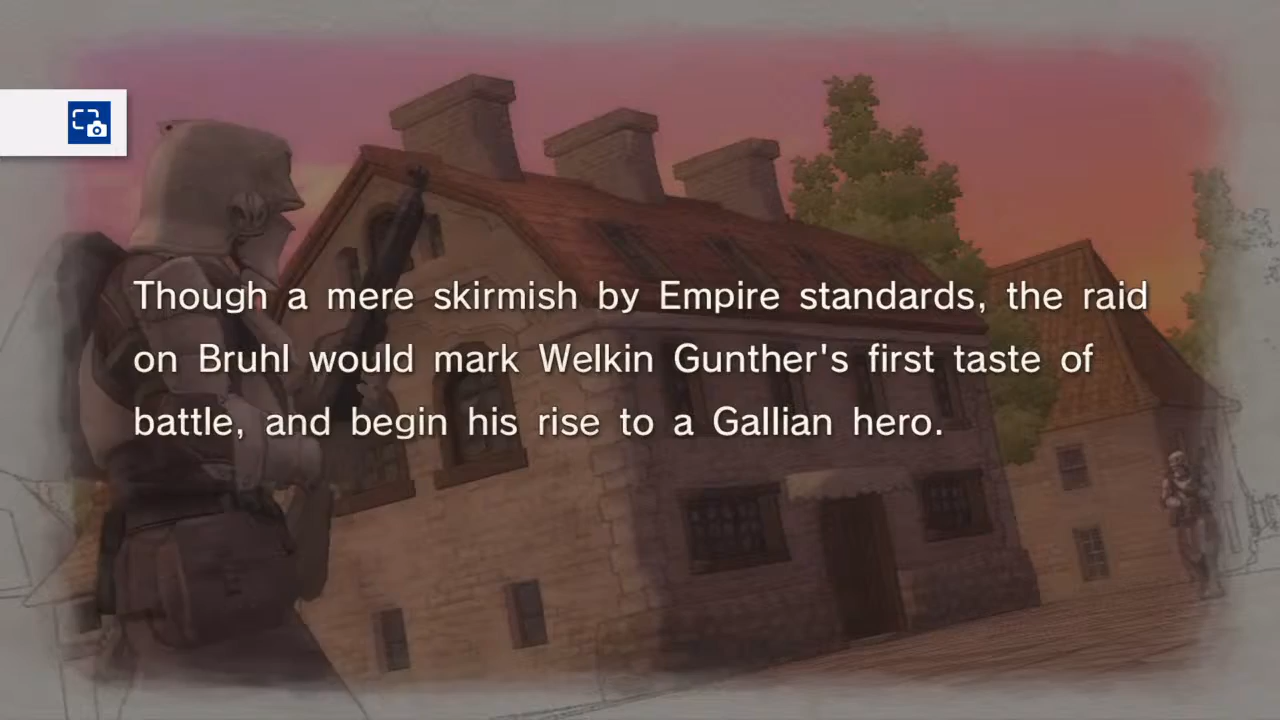 Though a mere skirmish by Empire standards, the raid
on Bruhl would mark Welkin Gunther's first taste of
battle, and begin his rise to a Gallian hero.